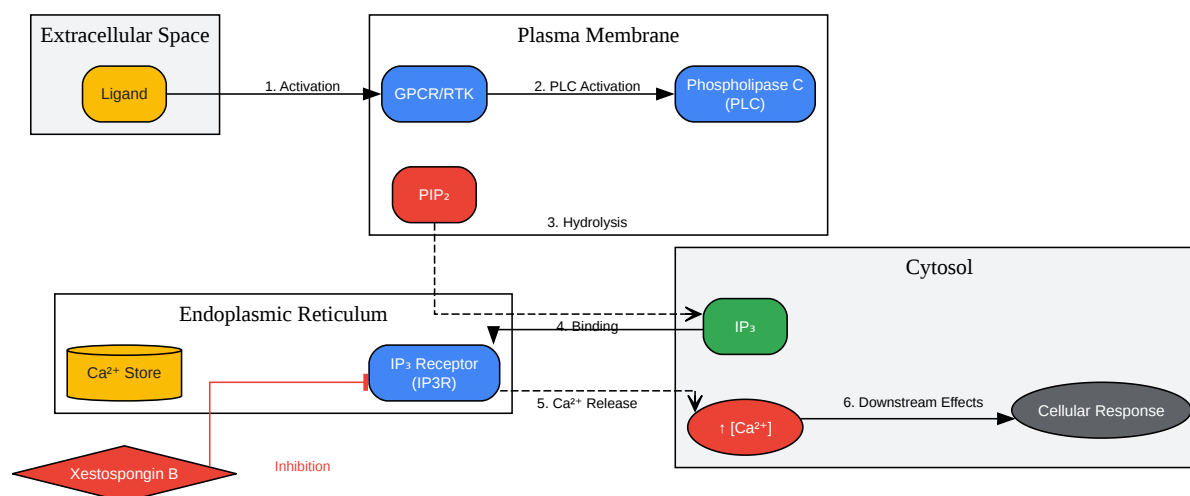 Extracellular Space
Plasma Membrane
Ligand
1. Activation
GPCR/RTK
2. PLC Activation
Phospholipase C
(PLC)
PIP₂
3. Hydrolysis
Cytosol
Endoplasmic Reticulum
IP₃
4. Binding
Ca²⁺ Store
IP₃ Receptor
(IP3R)
5. Ca²⁺ Release
↑ [Ca²⁺]
6. Downstream Effects
Cellular Response
Xestospongin B
Inhibition